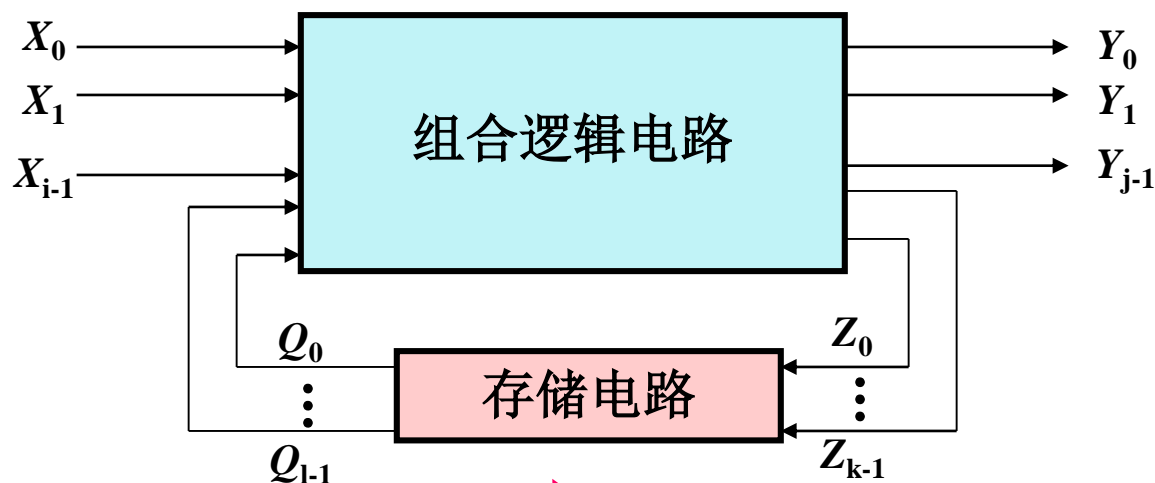 X₀
Y₀
X₁
组合逻辑电路
Y₁
Xᵢ₋₁
Yⱼ₋₁
Q₀
Z₀
存储电路
Qₗ₋₁
Zₖ₋₁